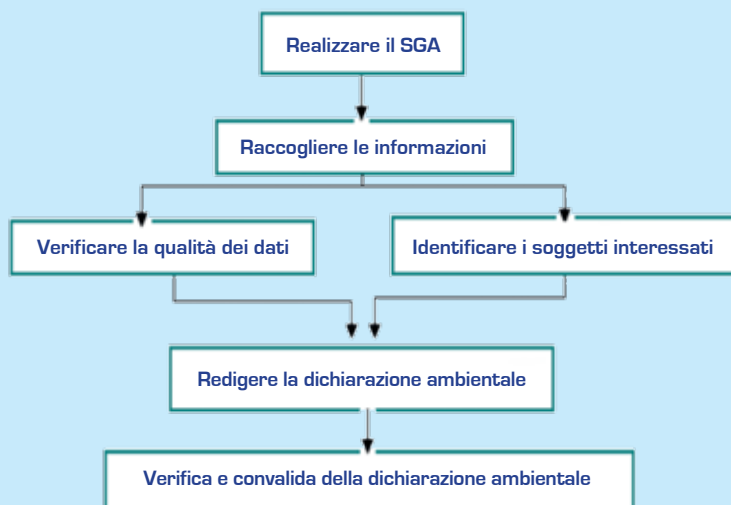 Realizzare il SGA
Raccogliere le informazioni
Verificare la qualità dei dati
Identificare i soggetti interessati
Redigere la dichiarazione ambientale
Verifica e convalida della dichiarazione ambientale